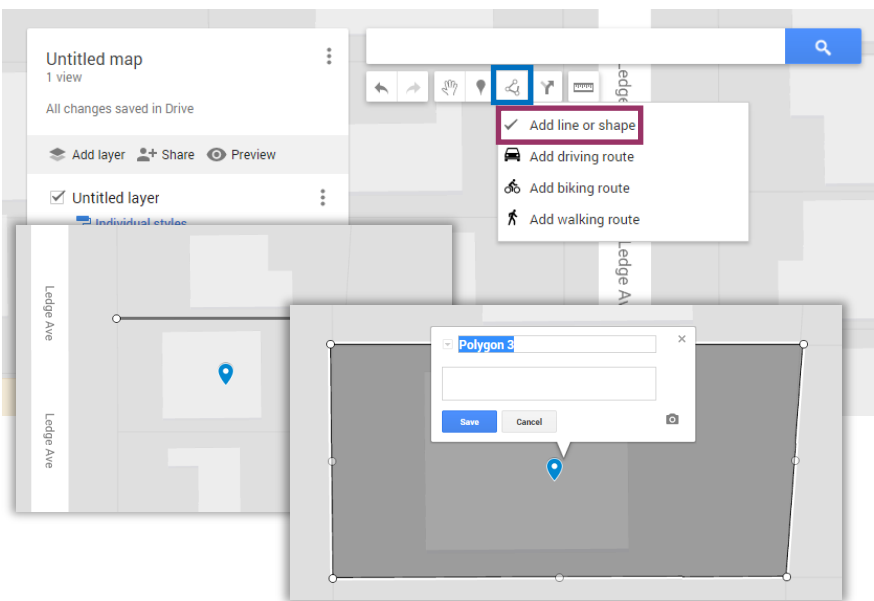 Untitled map
1 view
All changes saved in Drive
Add layer
Share
Preview
Untitled layer
Individual styles
Add line or shape
Add driving route
Add biking route
Add walking route
Ledge
Ledge Av
Ledge Ave
Ledge Ave
Polygon 3
Save
Cancel